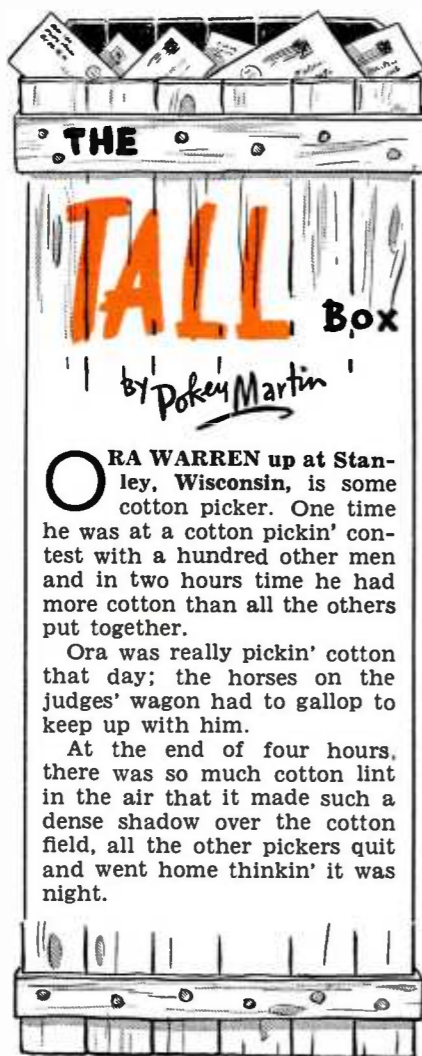 THE
TALL Box
by Pokey Martin
ORA WARREN up at Stan-
ley, Wisconsin, is some
cotton picker. One time
he was at a cotton pickin' con-
test with a hundred other men
and in two hours time he had
more cotton than all the others
put together.
Ora was really pickin' cotton
that day; the horses on the
judges' wagon had to gallop to
keep up with him.
At the end of four hours,
there was so much cotton lint
in the air that it made such a
dense shadow over the cotton
field, all the other pickers quit
and went home thinkin' it was
night.